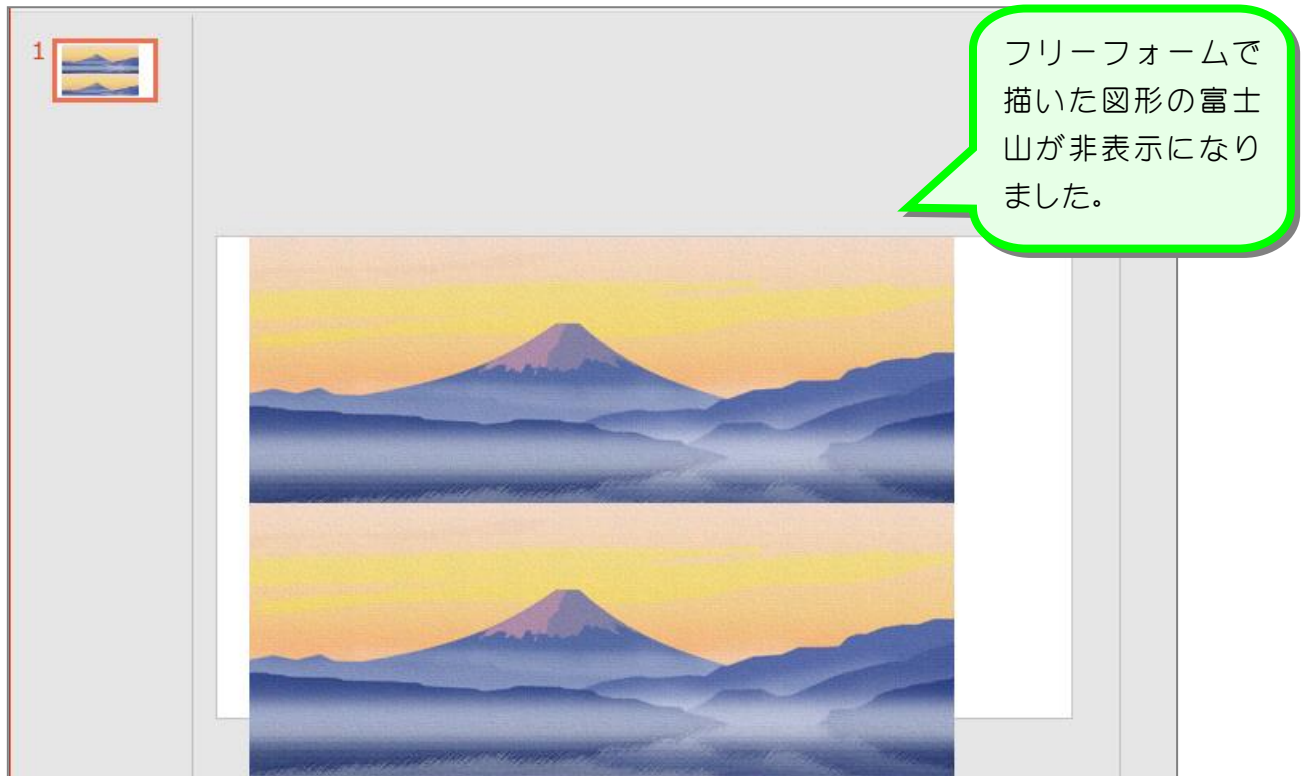 1
フリーフォームで
描いた図形の富士
山が非表示になり
ました。